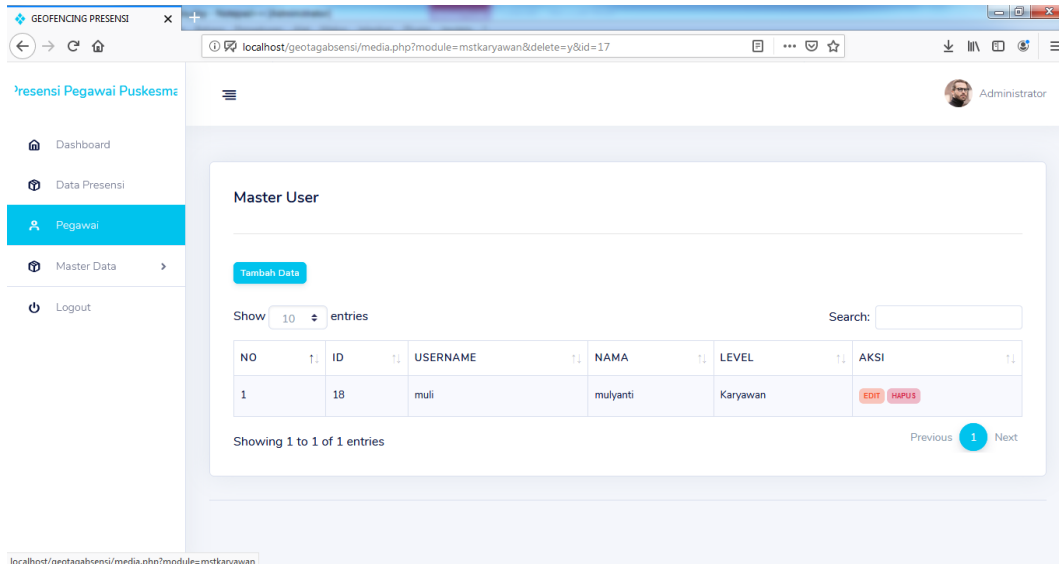 GEOFENCING PRESENSI
localhost/geotagabsensi/media.php?module=mstkaryawan&delete=y&id=17
Presensi Pegawai Puskesma
Administrator
Dashboard
Data Presensi
Pegawai
Master Data
Logout
Master User
Tambah Data
Show 10 entries
Search:
NO ID USERNAME NAMA LEVEL AKSI
1 18 muli mulyanti Karyawan EDIT HAPUS
Showing 1 to 1 of 1 entries
Previous 1 Next
localhost/geotagabsensi/media.php?module=mstkaryawan